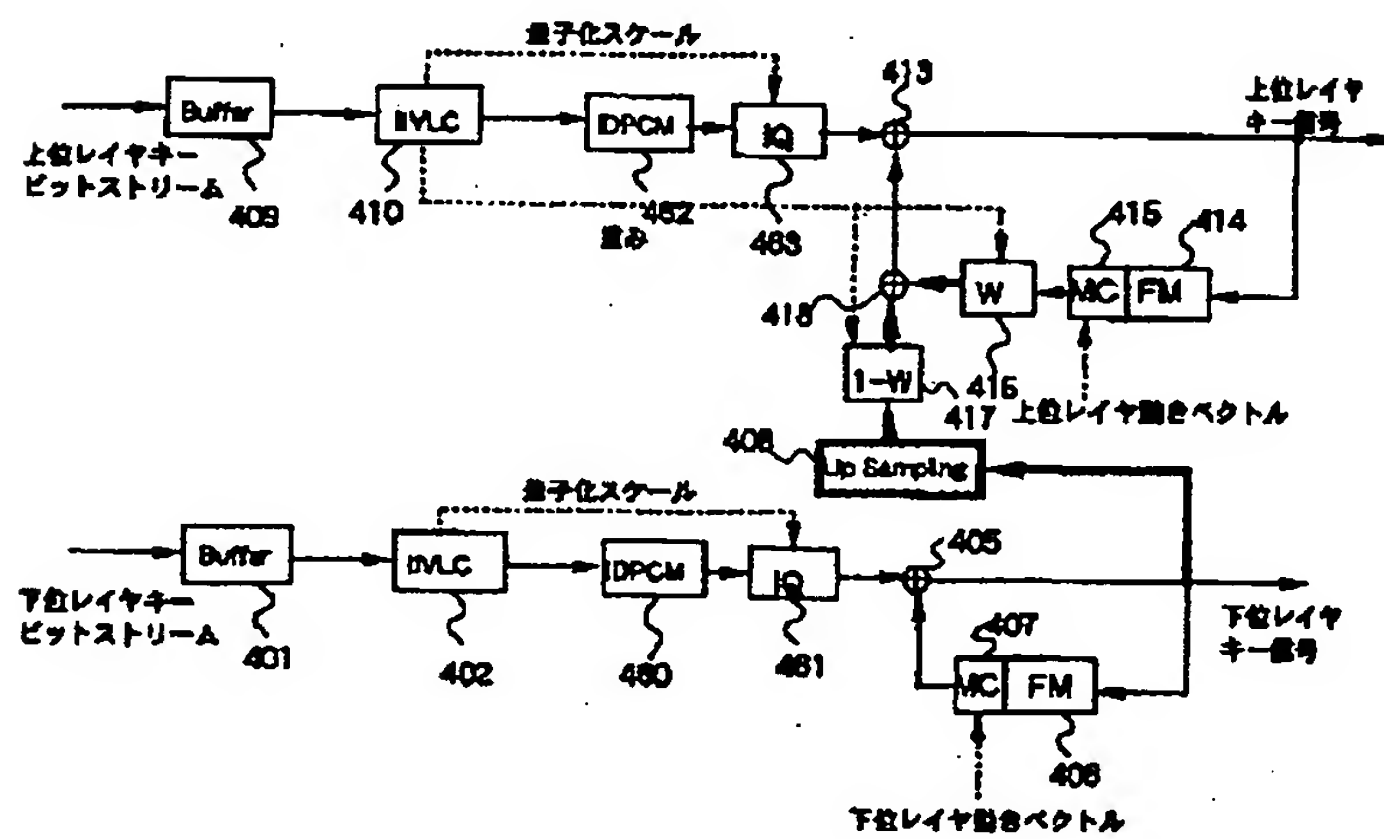 量子化スケール
413
上位レイヤ
キー信号
Buffer
IVLC
IDPCM
IQ
上位レイヤキー
ビットストリーム
409
410
462
重み
463
415
414
W
MC
FM
418
1-W
416
417
上位レイヤ動きベクトル
408
Up Sampling
量子化スケール
405
Buffer
IVLC
IDPCM
IQ
下位レイヤキー
ビットストリーム
下位レイヤ
キー信号
401
402
460
461
407
MC
FM
406
下位レイヤ動きベクトル